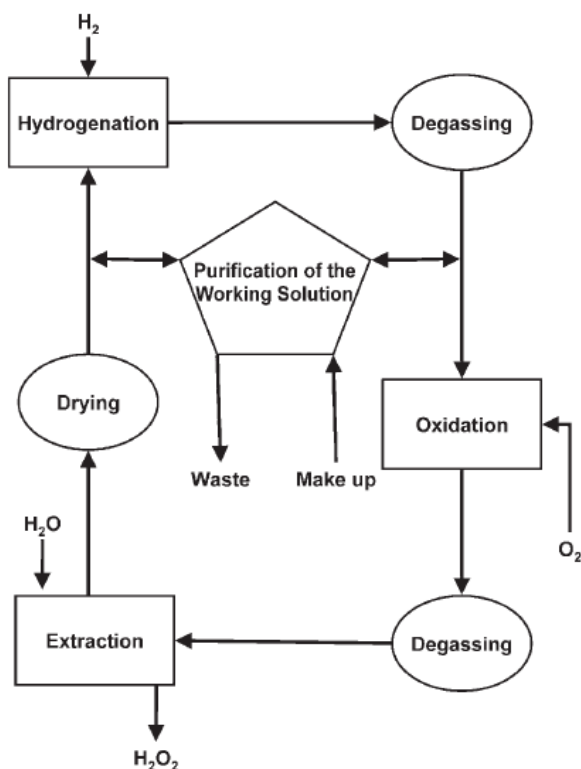 H₂
Hydrogenation
Degassing
Purification of the
Working Solution
Drying
Oxidation
Waste
Make up
H₂O
O₂
Extraction
Degassing
H₂O₂